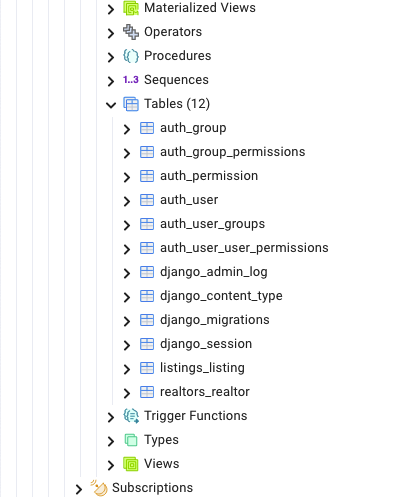 Materialized Views
Operators
Procedures
1..3 Sequences
Tables (12)
auth_group
auth_group_permissions
auth_permission
auth_user
auth_user_groups
auth_user_user_permissions
django_admin_log
django_content_type
django_migrations
django_session
listings_listing
realtors_realtor
Trigger Functions
Types
Views
Subscriptions